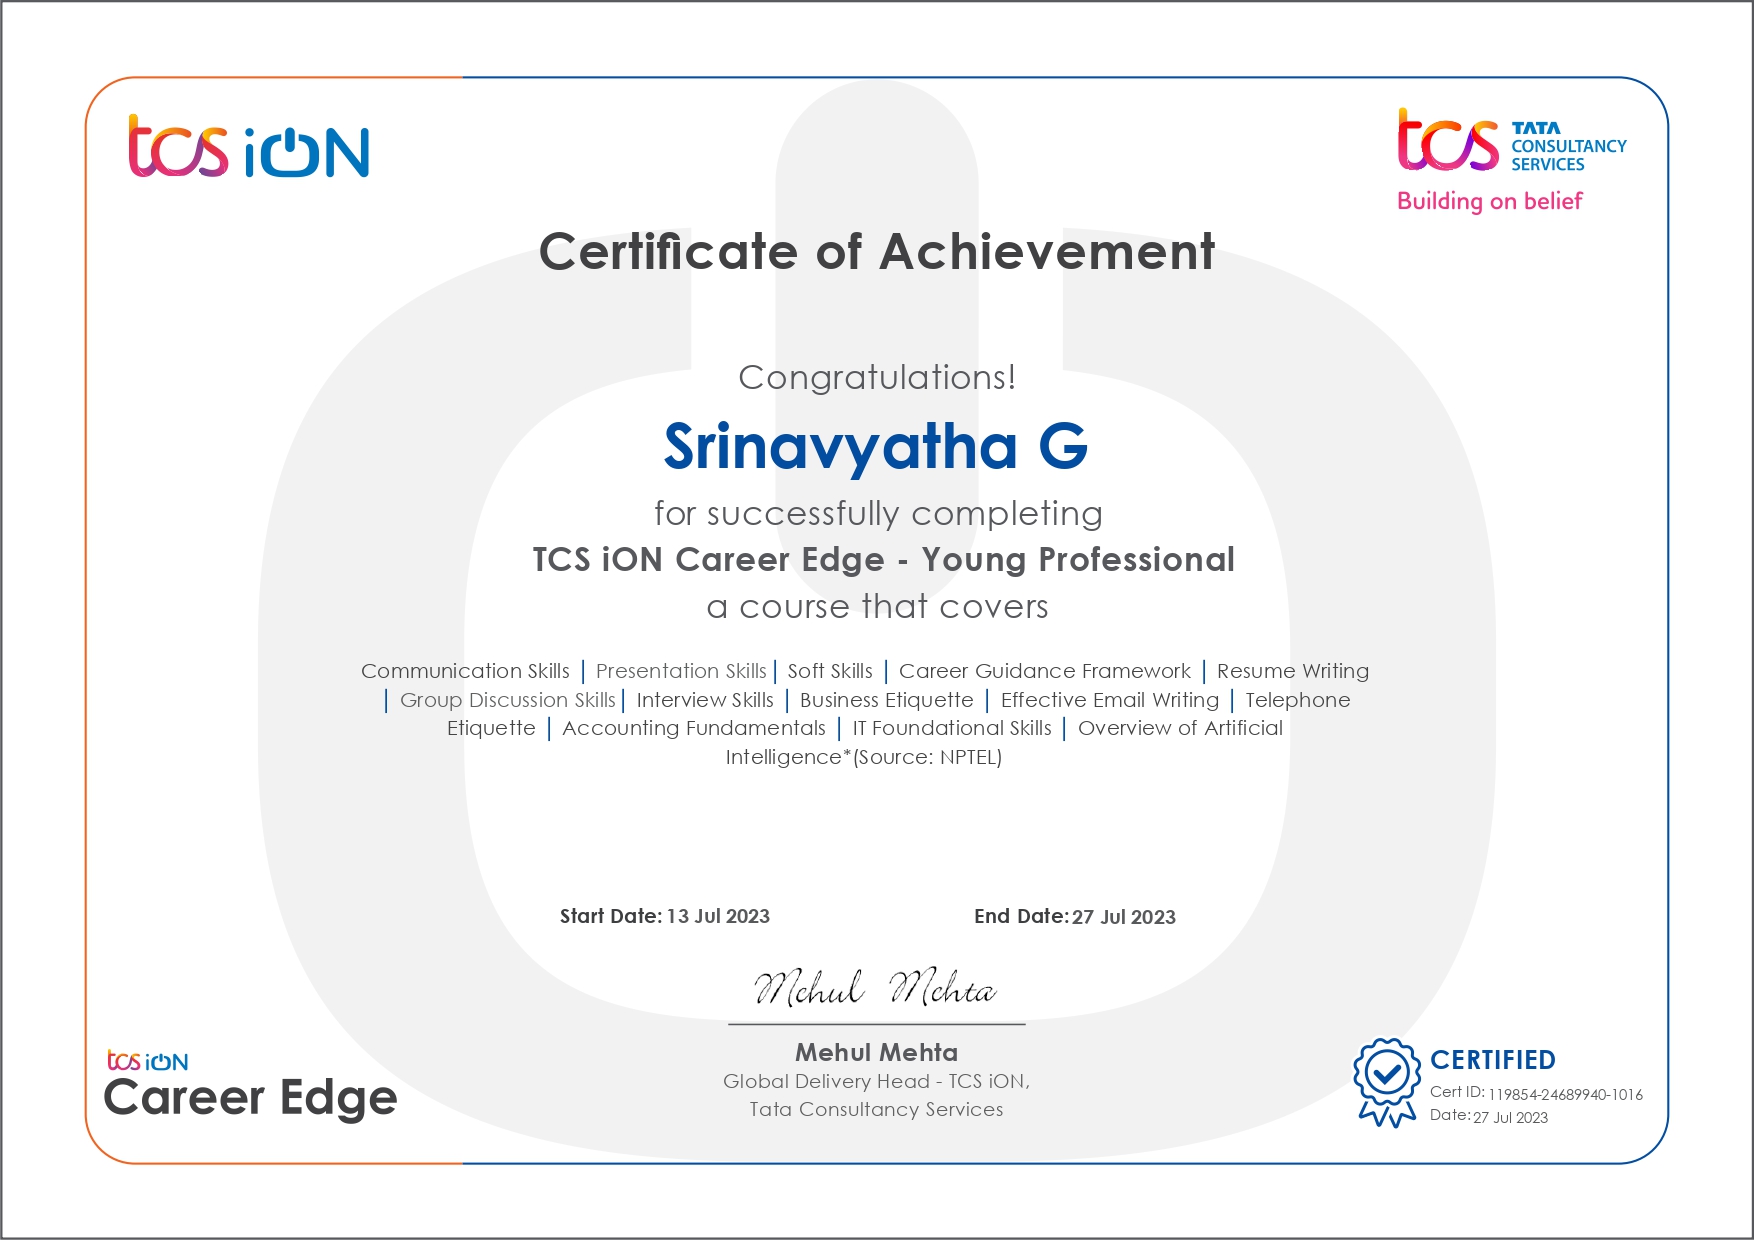 tcs iON
tcs TATA
CONSULTANCY
SERVICES
Building on belief
Certificate of Achievement
Congratulations!
Srinavyatha G
for successfully completing
TCS iON Career Edge - Young Professional
a course that covers
Communication Skills | Presentation Skills | Soft Skills | Career Guidance Framework | Resume Writing
| Group Discussion Skills | Interview Skills | Business Etiquette | Effective Email Writing | Telephone
Etiquette | Accounting Fundamentals | IT Foundational Skills | Overview of Artificial
Intelligence*(Source: NPTEL)
Start Date: 13 Jul 2023 End Date: 27 Jul 2023
Mehul Mehta
Mehul Mehta
Global Delivery Head - TCS iON,
Tata Consultancy Services
tcs iON
Career Edge
CERTIFIED
Cert ID: 119854-24689940-1016
Date: 27 Jul 2023